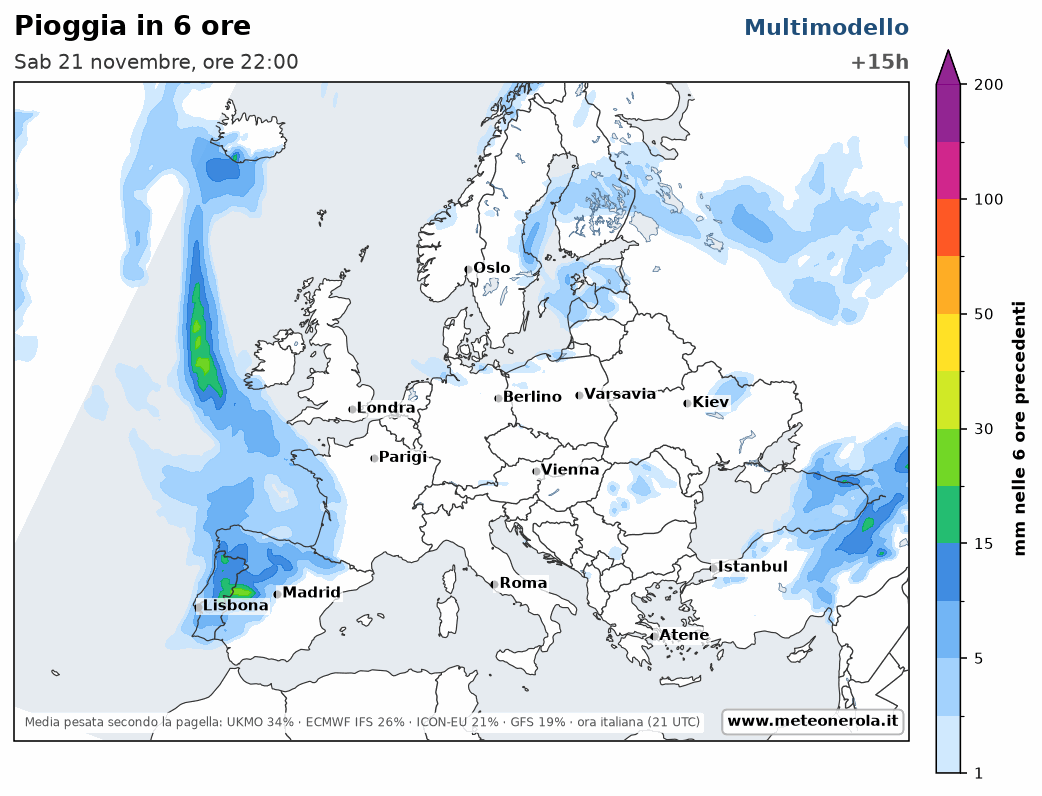 Pioggia in 6 ore
Multimodello
Sab 21 novembre, ore 22:00
+15h
200
100
50
30
15
5
1
mm nelle 6 ore precedenti
Oslo
Londra
Berlino
Varsavia
Kiev
Parigi
Vienna
Istanbul
Roma
Madrid
Lisbona
Atene
Media pesata secondo la pagella: UKMO 34% · ECMWF IFS 26% · ICON-EU 21% · GFS 19% · ora italiana (21 UTC)
www.meteonerola.it